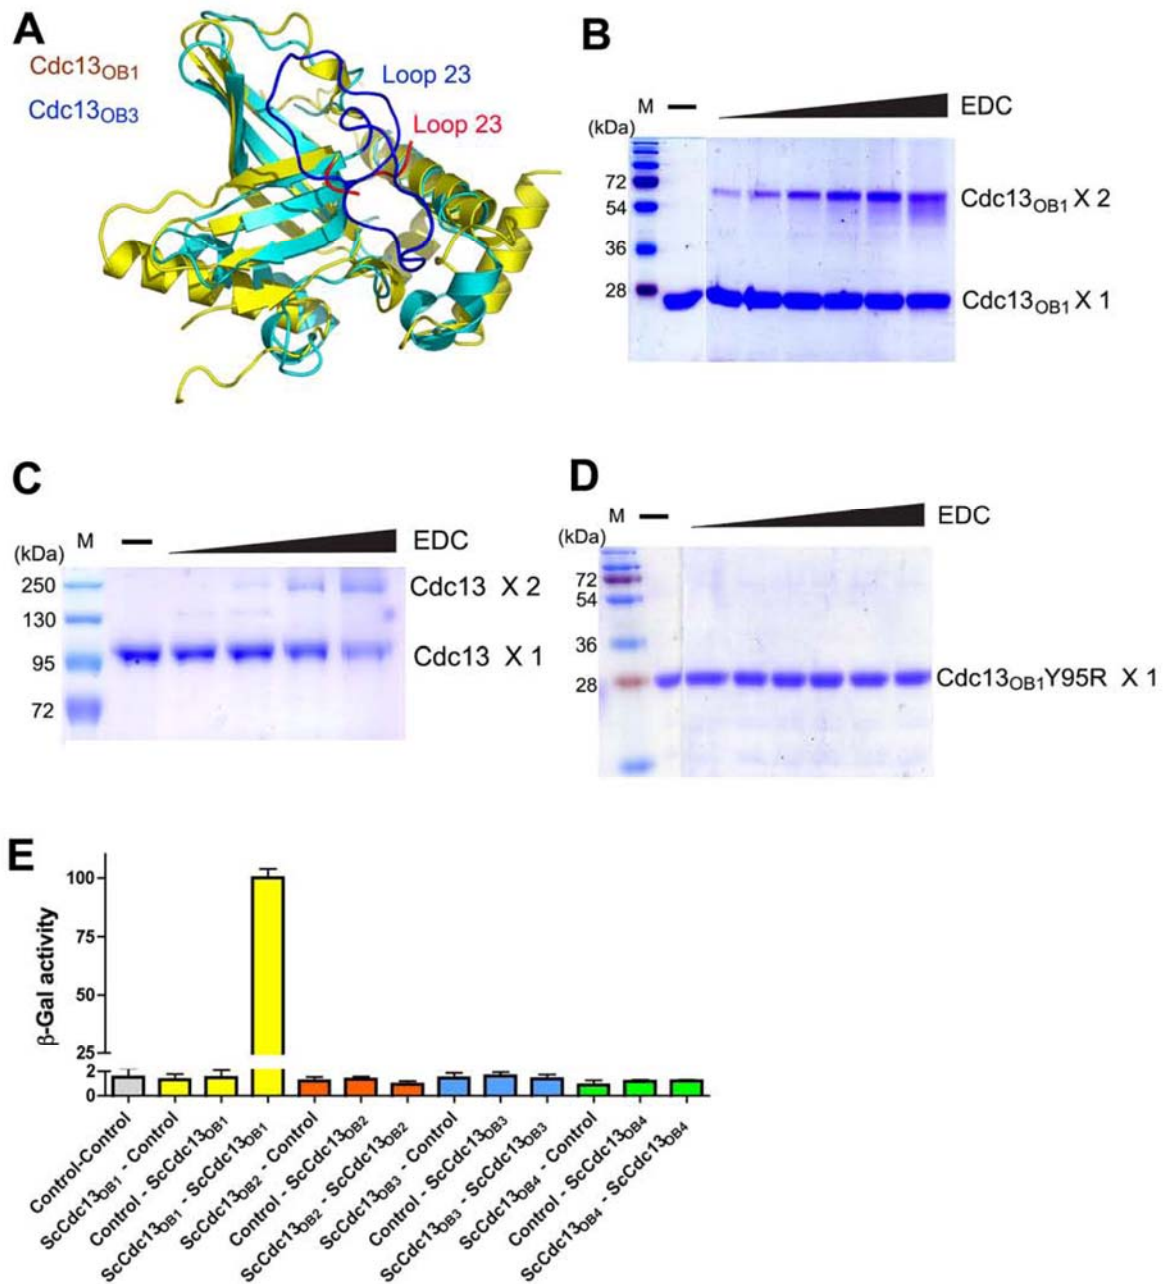 A
Cdc13OB1
Cdc13OB3
Loop 23
Loop 23
B
M
EDC
(kDa)
72
54
36
28
Cdc13OB1 X 2
Cdc13OB1 X 1
C
(kDa)
M
EDC
250
130
95
72
Cdc13 X 2
Cdc13 X 1
D
M
EDC
(kDa)
72
54
36
28
Cdc13OB1Y95R X 1
E
β-Gal activity
100
75
50
25
2
0
Control-Control
ScCdc13OB1 - Control
Control - ScCdc13OB1
ScCdc13OB1 - ScCdc13OB1
ScCdc13OB2 - Control
Control - ScCdc13OB2
ScCdc13OB2 - ScCdc13OB2
ScCdc13OB3 - Control
Control - ScCdc13OB3
ScCdc13OB3 - ScCdc13OB3
ScCdc13OB4 - Control
Control - ScCdc13OB4
ScCdc13OB4 - ScCdc13OB4